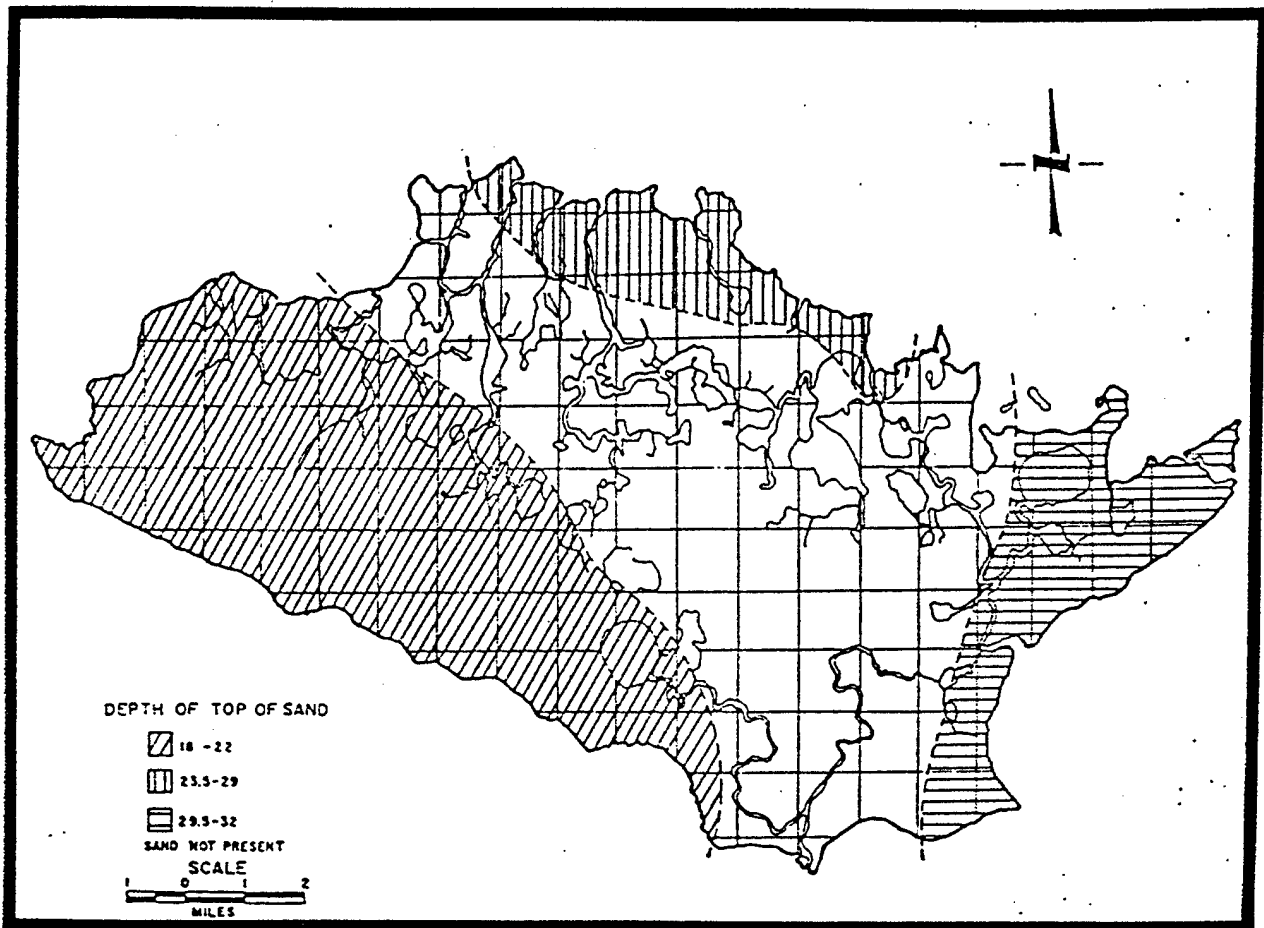 DEPTH OF TOP OF SAND
18 -22
23.5-29
29.5-32
SAND NOT PRESENT
SCALE
1 0 1 2
MILES